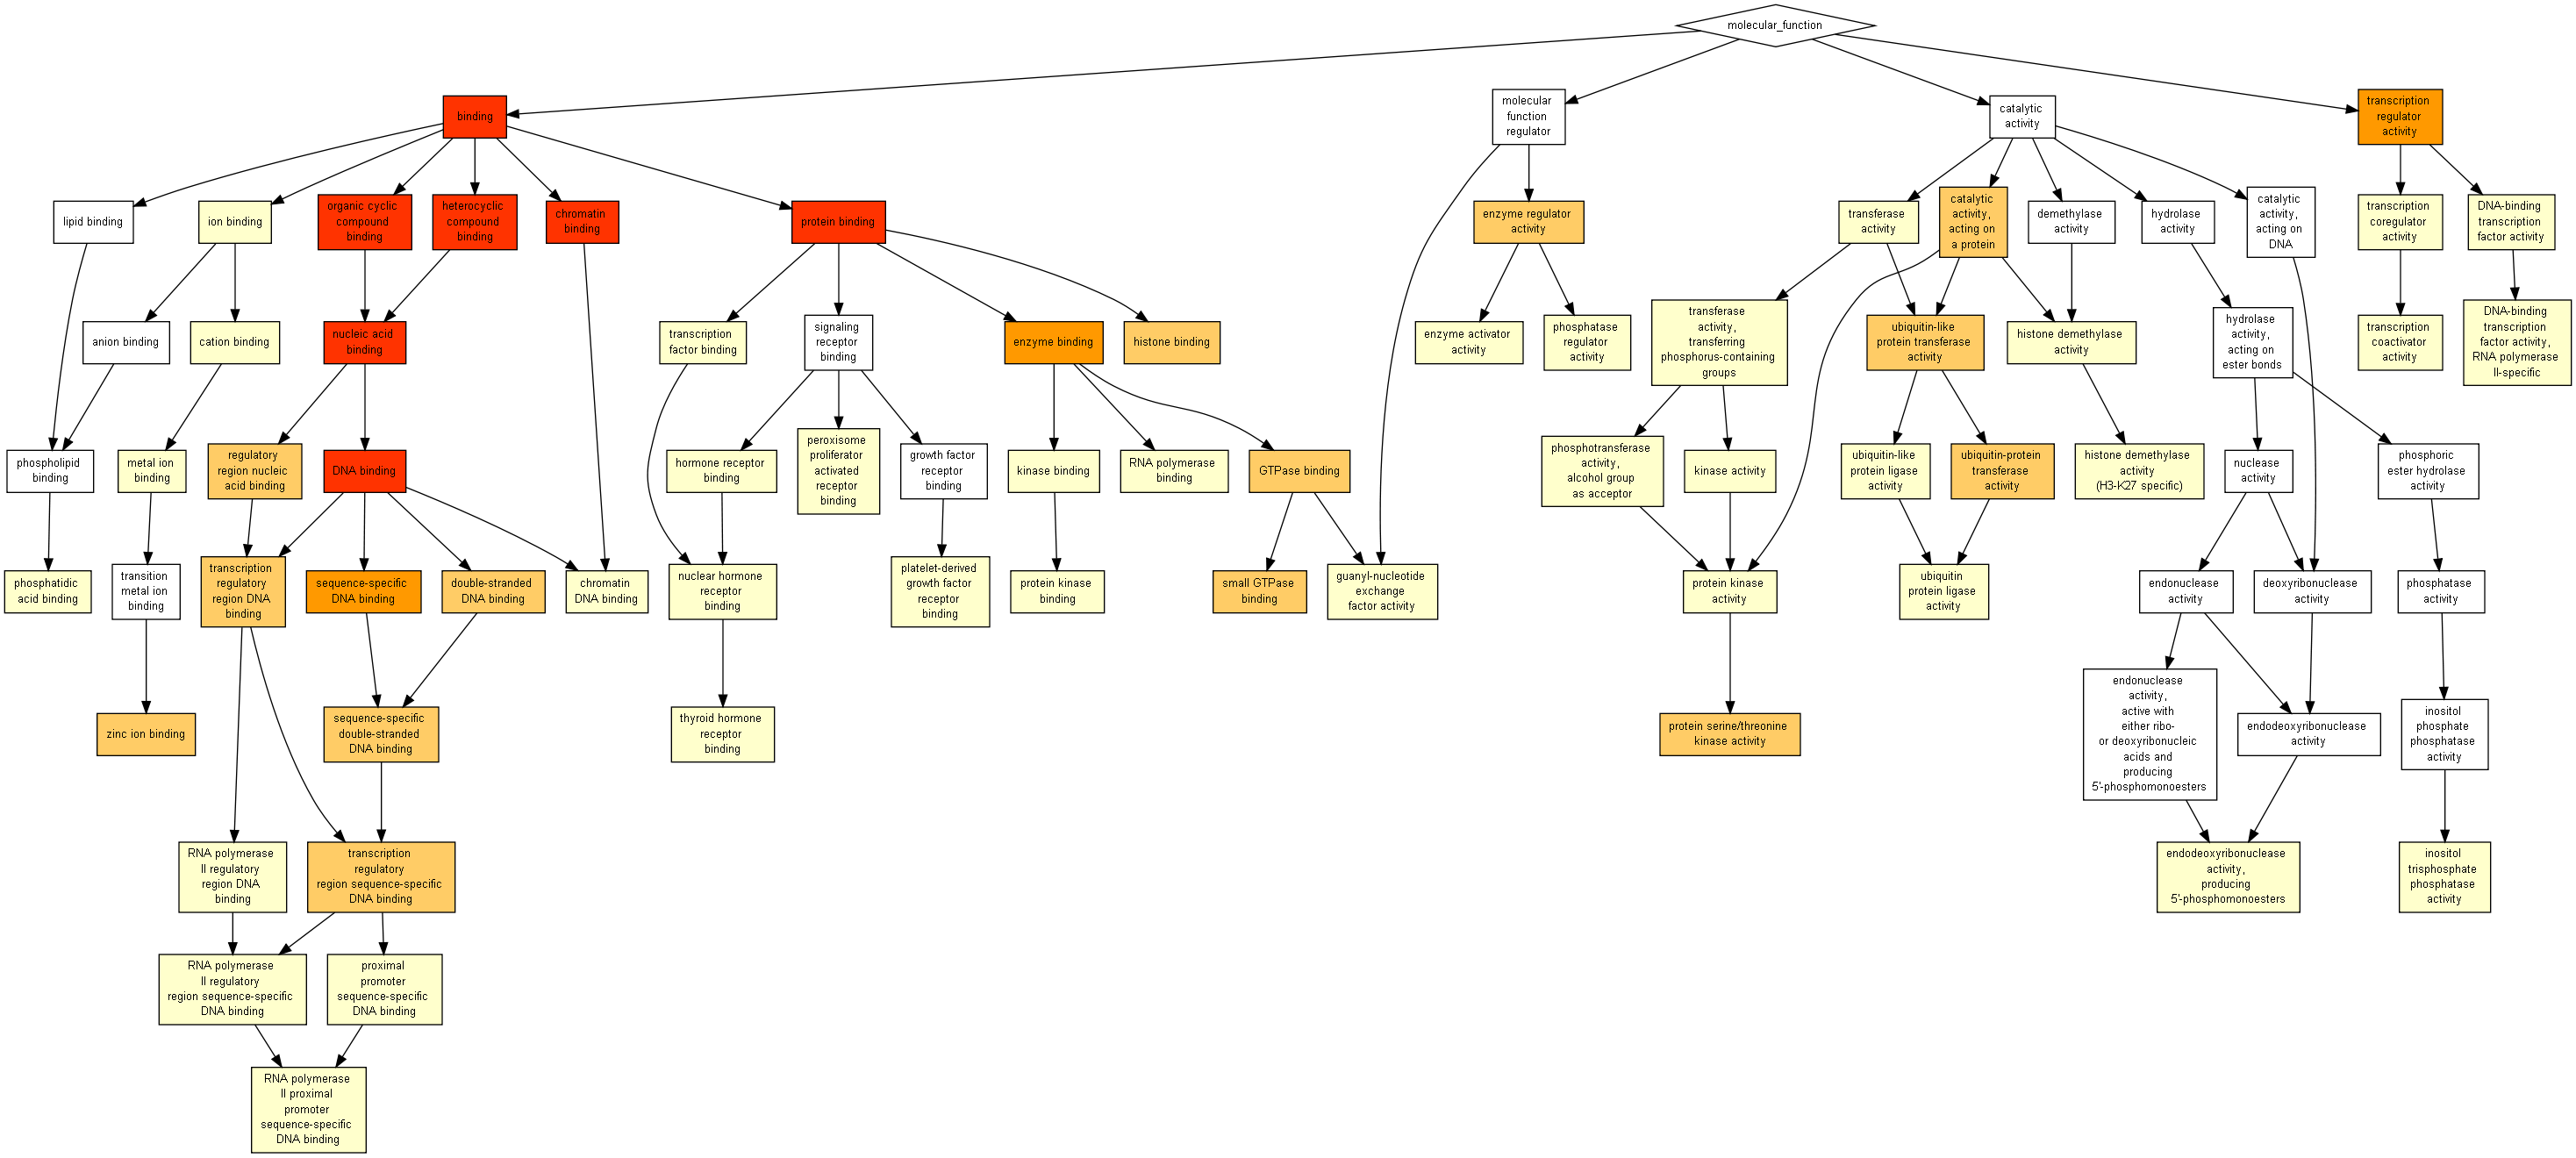 molecular_function
binding
molecular
function
regulator
catalytic
activity
transcription
regulator
activity
lipid binding
ion binding
organic cyclic
compound
binding
heterocyclic
compound
binding
chromatin
binding
protein binding
enzyme regulator
activity
transferase
activity
catalytic
activity,
acting on
a protein
demethylase
activity
hydrolase
activity
catalytic
activity,
acting on
DNA
transcription
coregulator
activity
DNA-binding
transcription
factor activity
anion binding
cation binding
nucleic acid
binding
transcription
factor binding
signaling
receptor
binding
enzyme binding
histone binding
enzyme activator
activity
phosphatase
regulator
activity
transferase
activity,
transferring
phosphorus-containing
groups
ubiquitin-like
protein transferase
activity
histone demethylase
activity
hydrolase
activity,
acting on
ester bonds
transcription
coactivator
activity
DNA-binding
transcription
factor activity,
RNA polymerase
II-specific
phospholipid
binding
metal ion
binding
regulatory
region nucleic
acid binding
DNA binding
hormone receptor
binding
peroxisome
proliferator
activated
receptor
binding
growth factor
receptor
binding
kinase binding
RNA polymerase
binding
GTPase binding
phosphotransferase
activity,
alcohol group
as acceptor
kinase activity
ubiquitin-like
protein ligase
activity
ubiquitin-protein
transferase
activity
histone demethylase
activity
(H3-K27 specific)
nuclease
activity
phosphoric
ester hydrolase
activity
phosphatidic
acid binding
transition
metal ion
binding
transcription
regulatory
region DNA
binding
sequence-specific
DNA binding
double-stranded
DNA binding
chromatin
DNA binding
nuclear hormone
receptor
binding
platelet-derived
growth factor
receptor
binding
protein kinase
binding
small GTPase
binding
guanyl-nucleotide
exchange
factor activity
protein kinase
activity
ubiquitin
protein ligase
activity
endonuclease
activity
deoxyribonuclease
activity
phosphatase
activity
zinc ion binding
sequence-specific
double-stranded
DNA binding
thyroid hormone
receptor
binding
protein serine/threonine
kinase activity
endonuclease
activity,
active with
either ribo-
or deoxyribonucleic
acids and
producing
5'-phosphomonoesters
endodeoxyribonuclease
activity
inositol
phosphate
phosphatase
activity
RNA polymerase
II regulatory
region DNA
binding
transcription
regulatory
region sequence-specific
DNA binding
endodeoxyribonuclease
activity,
producing
5'-phosphomonoesters
inositol
trisphosphate
phosphatase
activity
RNA polymerase
II regulatory
region sequence-specific
DNA binding
proximal
promoter
sequence-specific
DNA binding
RNA polymerase
II proximal
promoter
sequence-specific
DNA binding